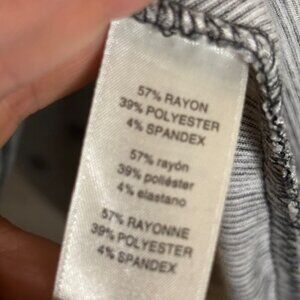 57% RAYON
39% POLYESTER
4% SPANDEX
57% rayón
39% poliéster
4% elastano
57% RAYONNE
39% POLYESTER
4% SPANDEX